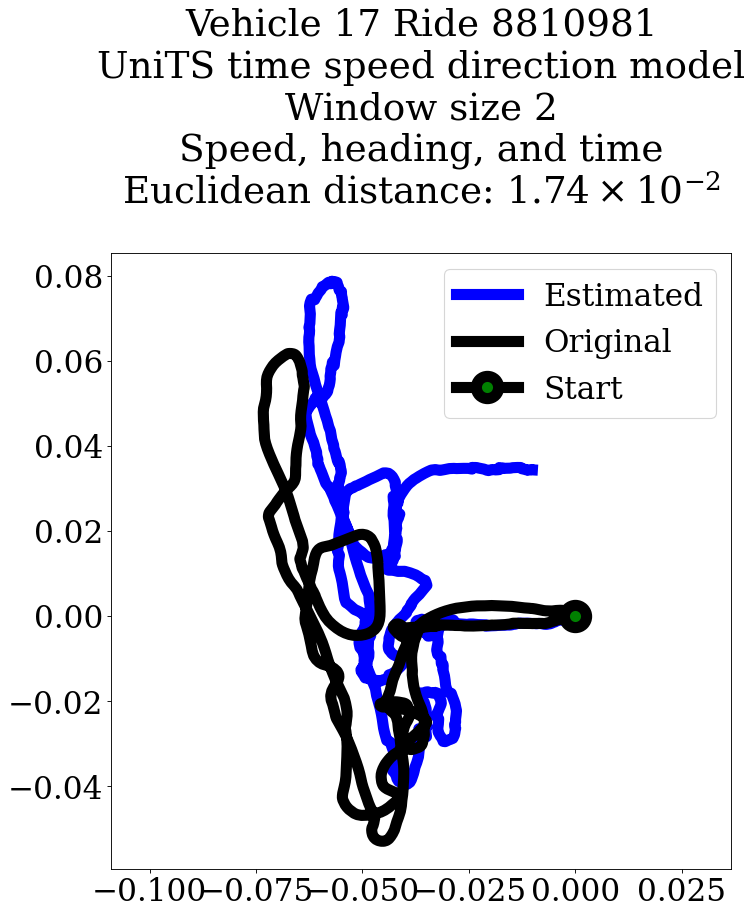 Vehicle 17 Ride 8810981
UniTS time speed direction model
Window size 2
Speed, heading, and time
Euclidean distance: 1.74 × 10⁻²
Estimated
Original
Start
0.08
0.06
0.04
0.02
0.00
−0.02
−0.04
−0.100 −0.075 −0.050 −0.025 0.000 0.025